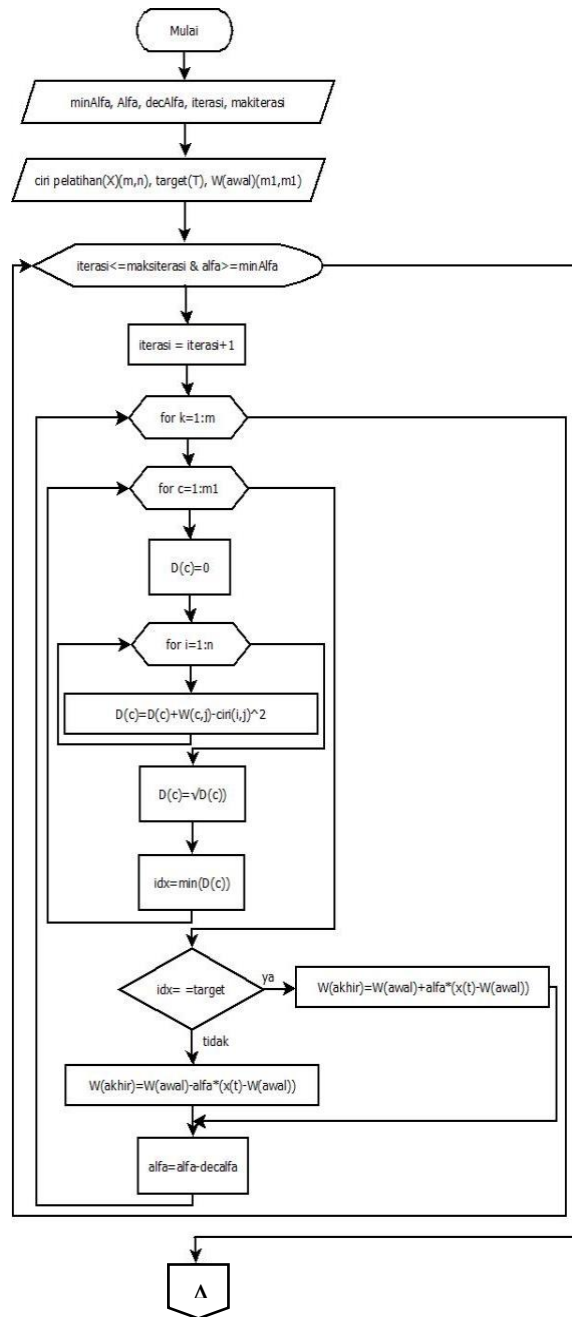 Mulai
minAlfa, Alfa, decAlfa, iterasi, makiterasi
ciri pelatihan(X)(m,n), target(T), W(awal)(m1,m1)
iterasi<=maksiterasi & alfa>=minAlfa
iterasi = iterasi+1
for k=1:m
for c=1:m1
D(c)=0
for i=1:n
D(c)=D(c)+W(c,j)-ciri(i,j)^2
D(c)=√D(c))
idx=min(D(c))
idx= =target
ya
W(akhir)=W(awal)+alfa*(x(t)-W(awal))
tidak
W(akhir)=W(awal)-alfa*(x(t)-W(awal))
alfa=alfa-decalfa
A